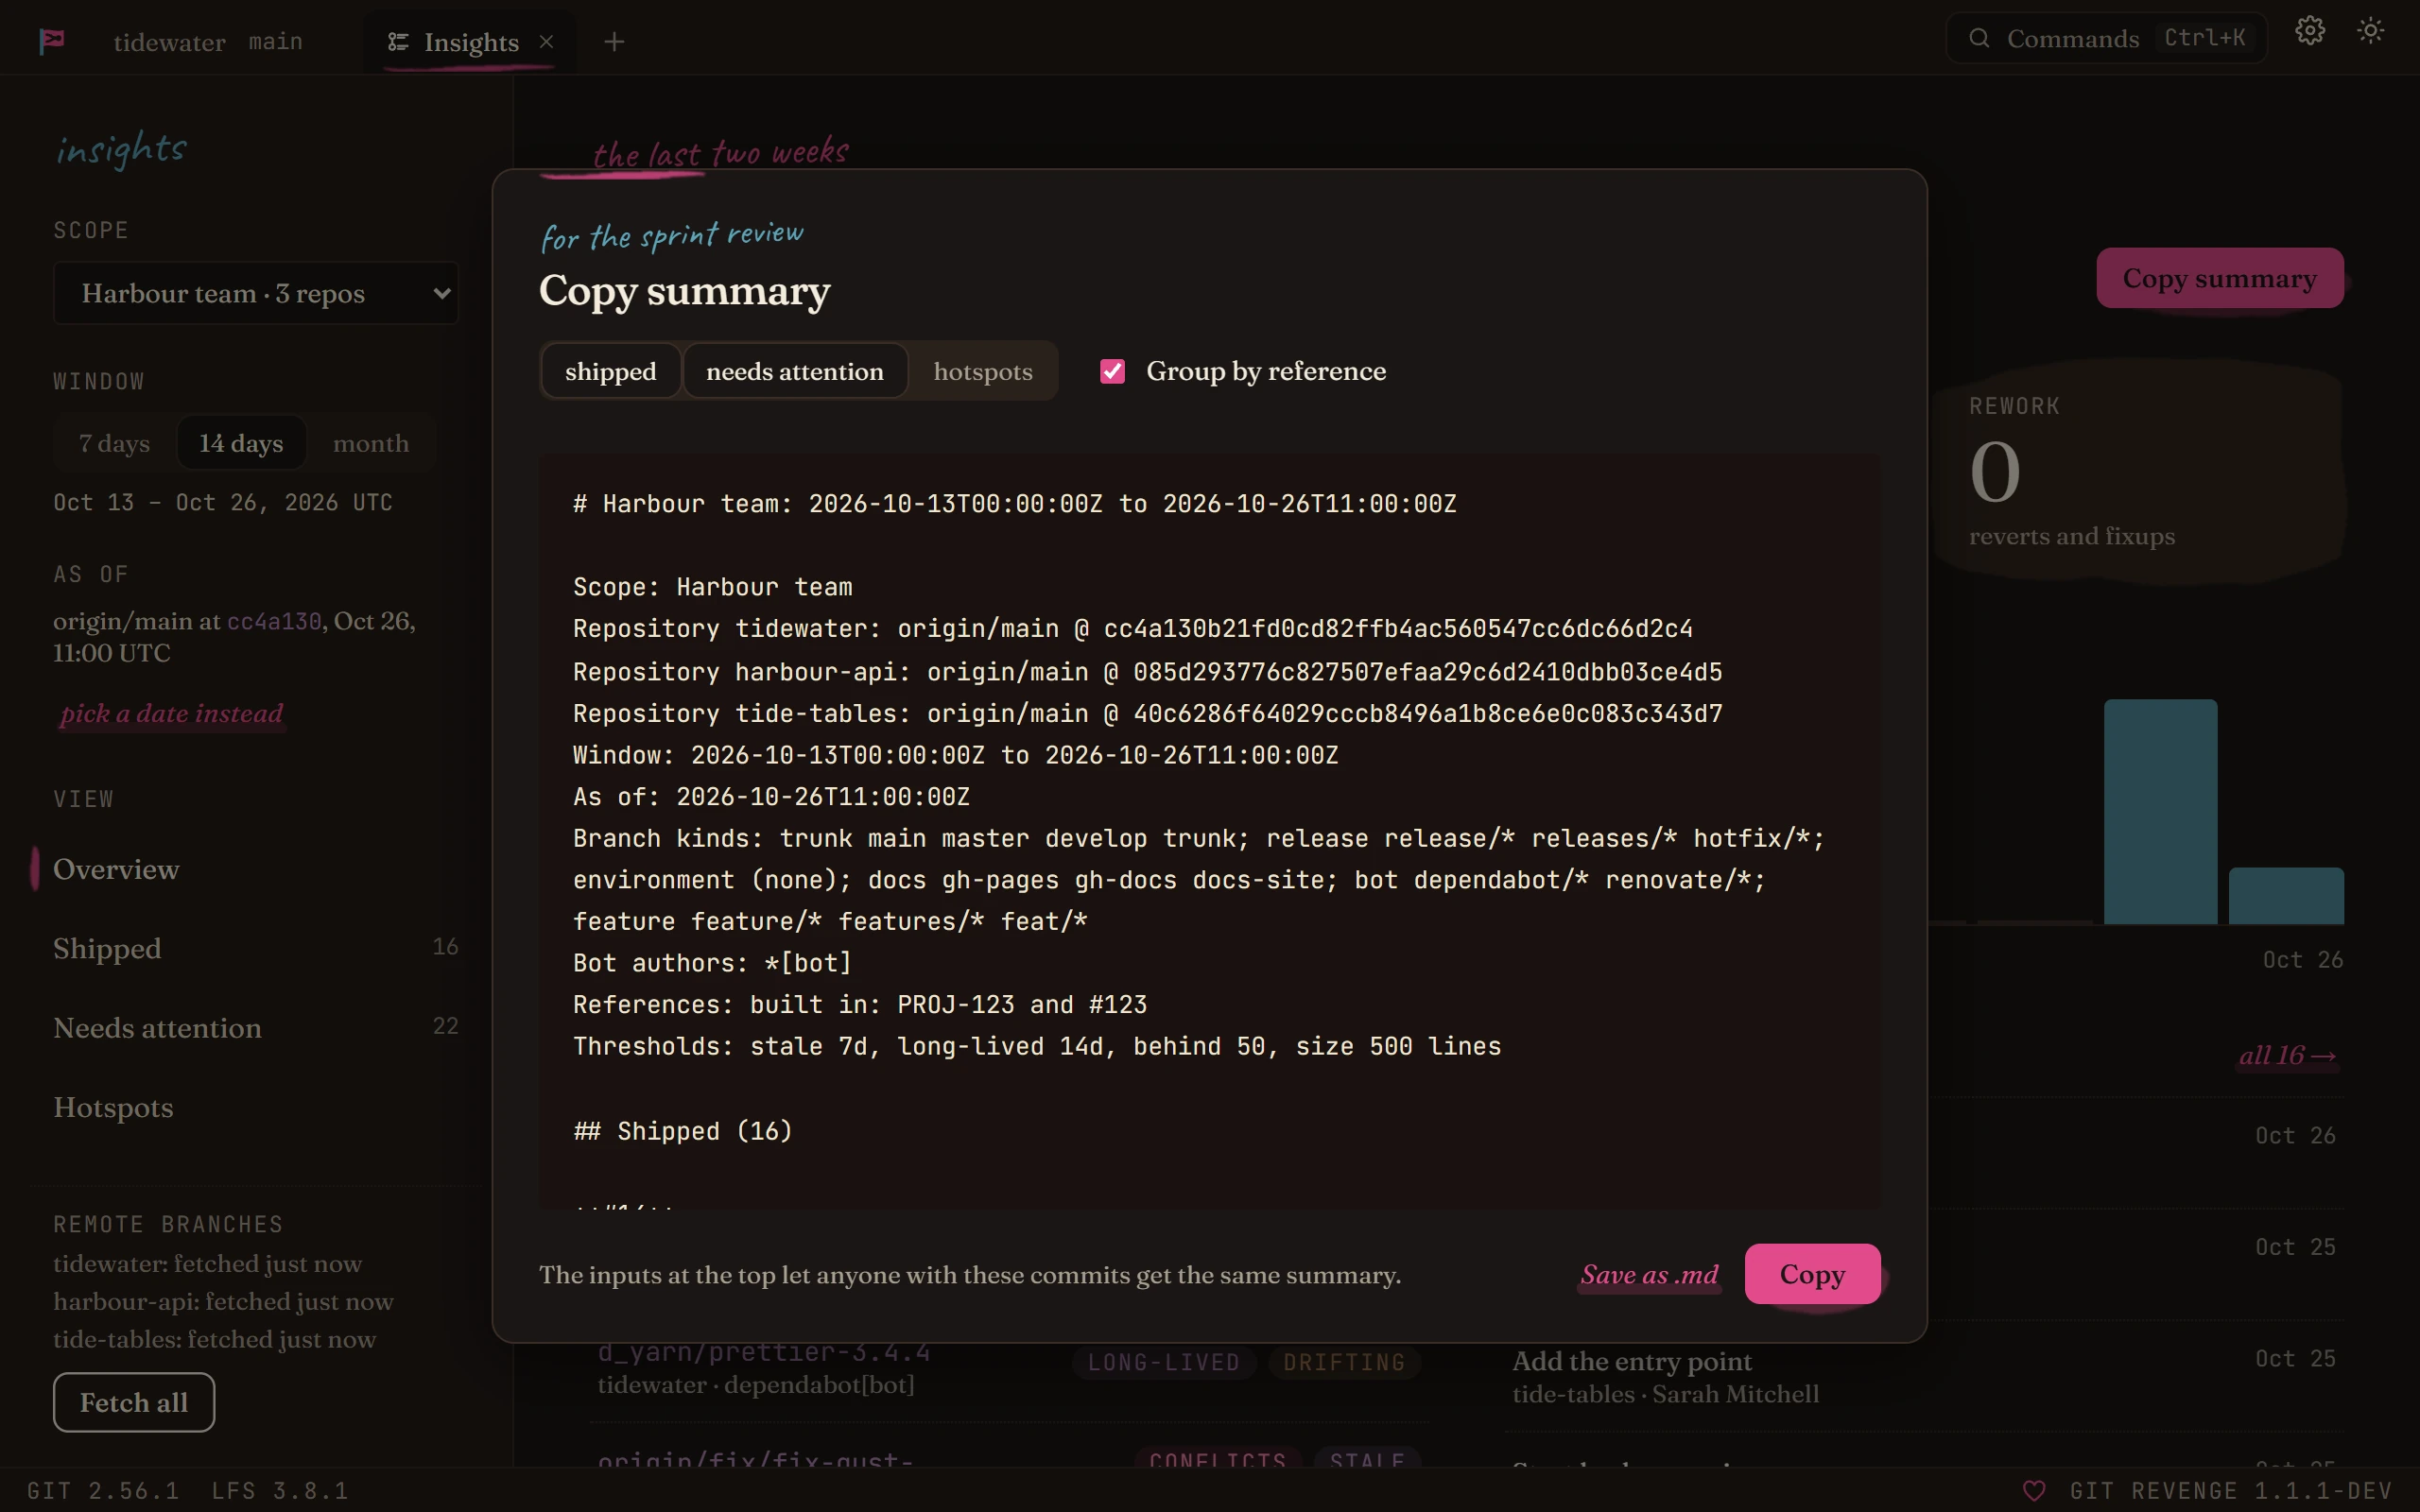 tidewater main
Insights
Commands Ctrl+K
insights
SCOPE
Harbour team · 3 repos
WINDOW
7 days 14 days month
Oct 13 – Oct 26, 2026 UTC
AS OF
origin/main at cc4a130, Oct 26,
11:00 UTC
pick a date instead
VIEW
Overview
Shipped 16
Needs attention 22
Hotspots
REMOTE BRANCHES
tidewater: fetched just now
harbour-api: fetched just now
tide-tables: fetched just now
Fetch all
the last two weeks
for the sprint review
Copy summary
shipped needs attention hotspots Group by reference
# Harbour team: 2026-10-13T00:00:00Z to 2026-10-26T11:00:00Z
Scope: Harbour team
Repository tidewater: origin/main @ cc4a130b21fd0cd82ffb4ac560547cc6dc66d2c4
Repository harbour-api: origin/main @ 085d293776c827507efaa29c6d2410dbb03ce4d5
Repository tide-tables: origin/main @ 40c6286f64029cccb8496a1b8ce6e0c083c343d7
Window: 2026-10-13T00:00:00Z to 2026-10-26T11:00:00Z
As of: 2026-10-26T11:00:00Z
Branch kinds: trunk main master develop trunk; release release/* releases/* hotfix/*;
environment (none); docs gh-pages gh-docs docs-site; bot dependabot/* renovate/*;
feature feature/* features/* feat/*
Bot authors: *[bot]
References: built in: PROJ-123 and #123
Thresholds: stale 7d, long-lived 14d, behind 50, size 500 lines
## Shipped (16)
The inputs at the top let anyone with these commits get the same summary.
Save as .md Copy
Copy summary
REWORK
0
reverts and fixups
Oct 26
all 16 →
Oct 26
Oct 25
d_yarn/prettier-3.4.4
tidewater · dependabot[bot]
LONG-LIVED DRIFTING
Add the entry point
tide-tables · Sarah Mitchell
Oct 25
origin/fix/fix-gust-
CONFLICTS STALE
Oct 25
GIT 2.56.1 LFS 3.8.1
GIT REVENGE 1.1.1-DEV